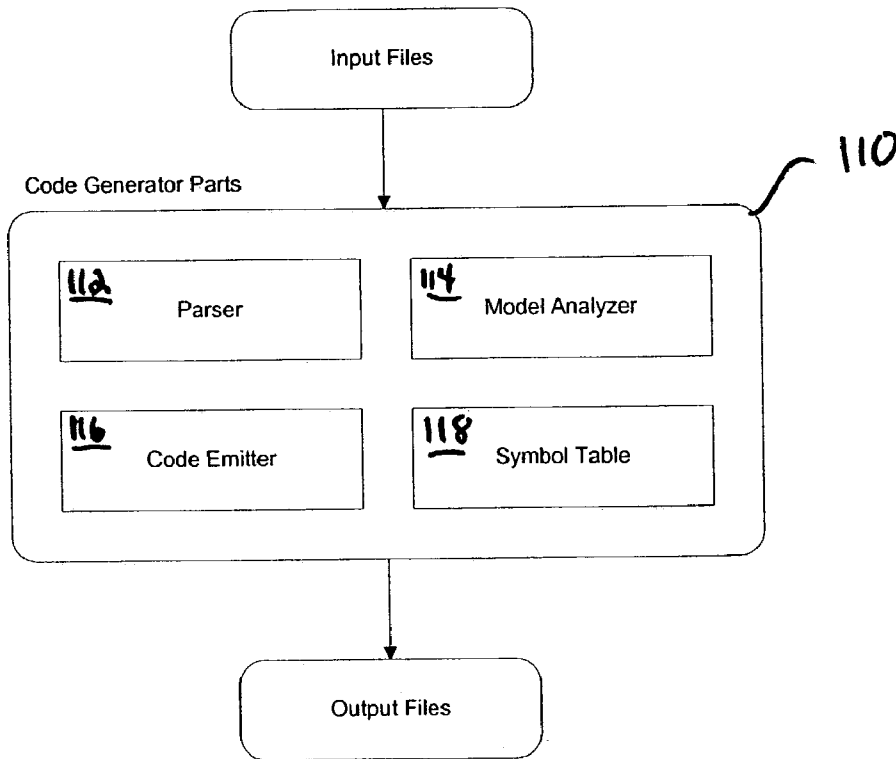 Input Files
110
Code Generator Parts
112
Parser
114
Model Analyzer
116
Code Emitter
118
Symbol Table
Output Files